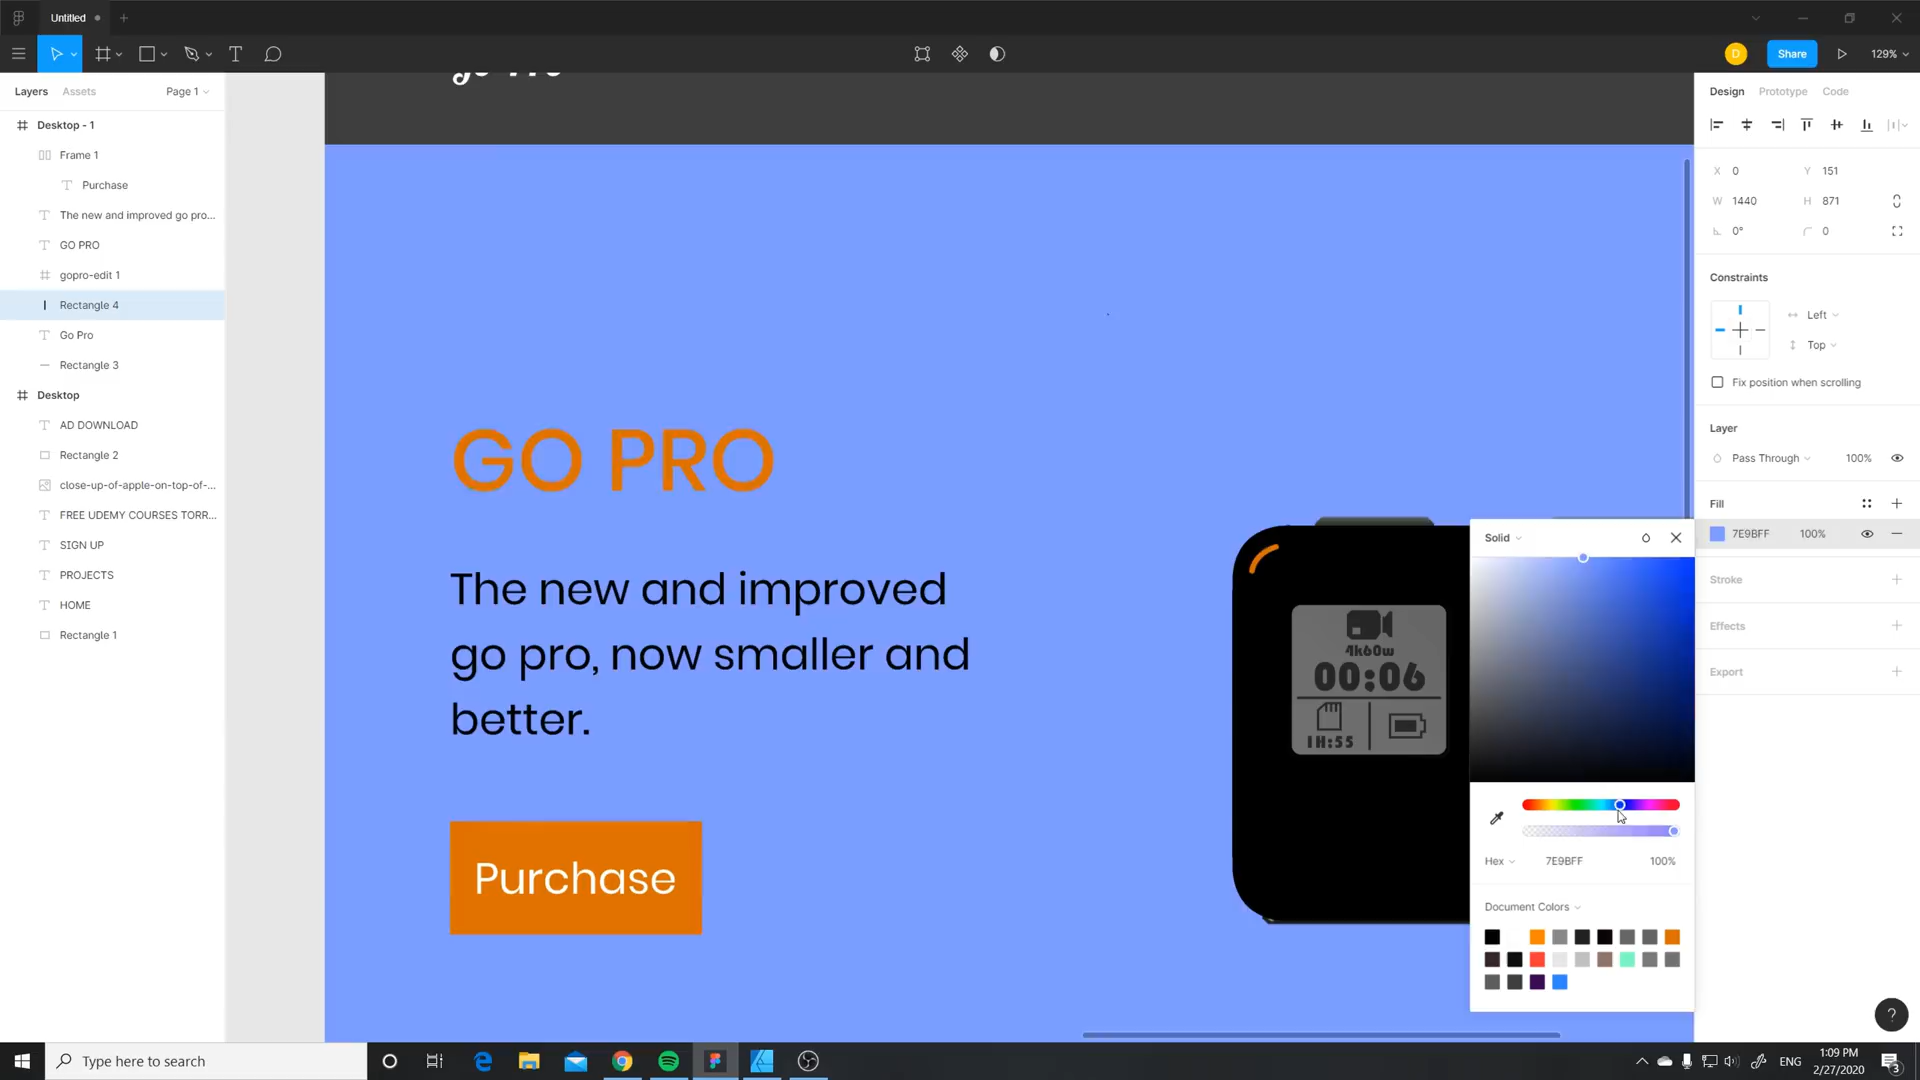 Untitled
Share
129%
Layers
Assets
Page 1
Desktop - 1
Frame 1
Purchase
The new and improved go pro...
GO PRO
gopro-edit 1
Rectangle 4
Go Pro
Rectangle 3
Desktop
AD DOWNLOAD
Rectangle 2
close-up-of-apple-on-top-of-...
FREE UDEMY COURSES TORR...
SIGN UP
PROJECTS
HOME
Rectangle 1
GO PRO
The new and improved
go pro, now smaller and
better.
Purchase
4k60w
00:06
1H:55
Design
Prototype
Code
X 0
Y 151
W 1440
H 871
0°
0
Constraints
Left
Top
Fix position when scrolling
Layer
Pass Through
100%
Fill
7E9BFF
100%
Stroke
Effects
Export
Solid
Hex
7E9BFF
100%
Document Colors
?
Type here to search
ENG
1:09 PM
2/27/2020
3